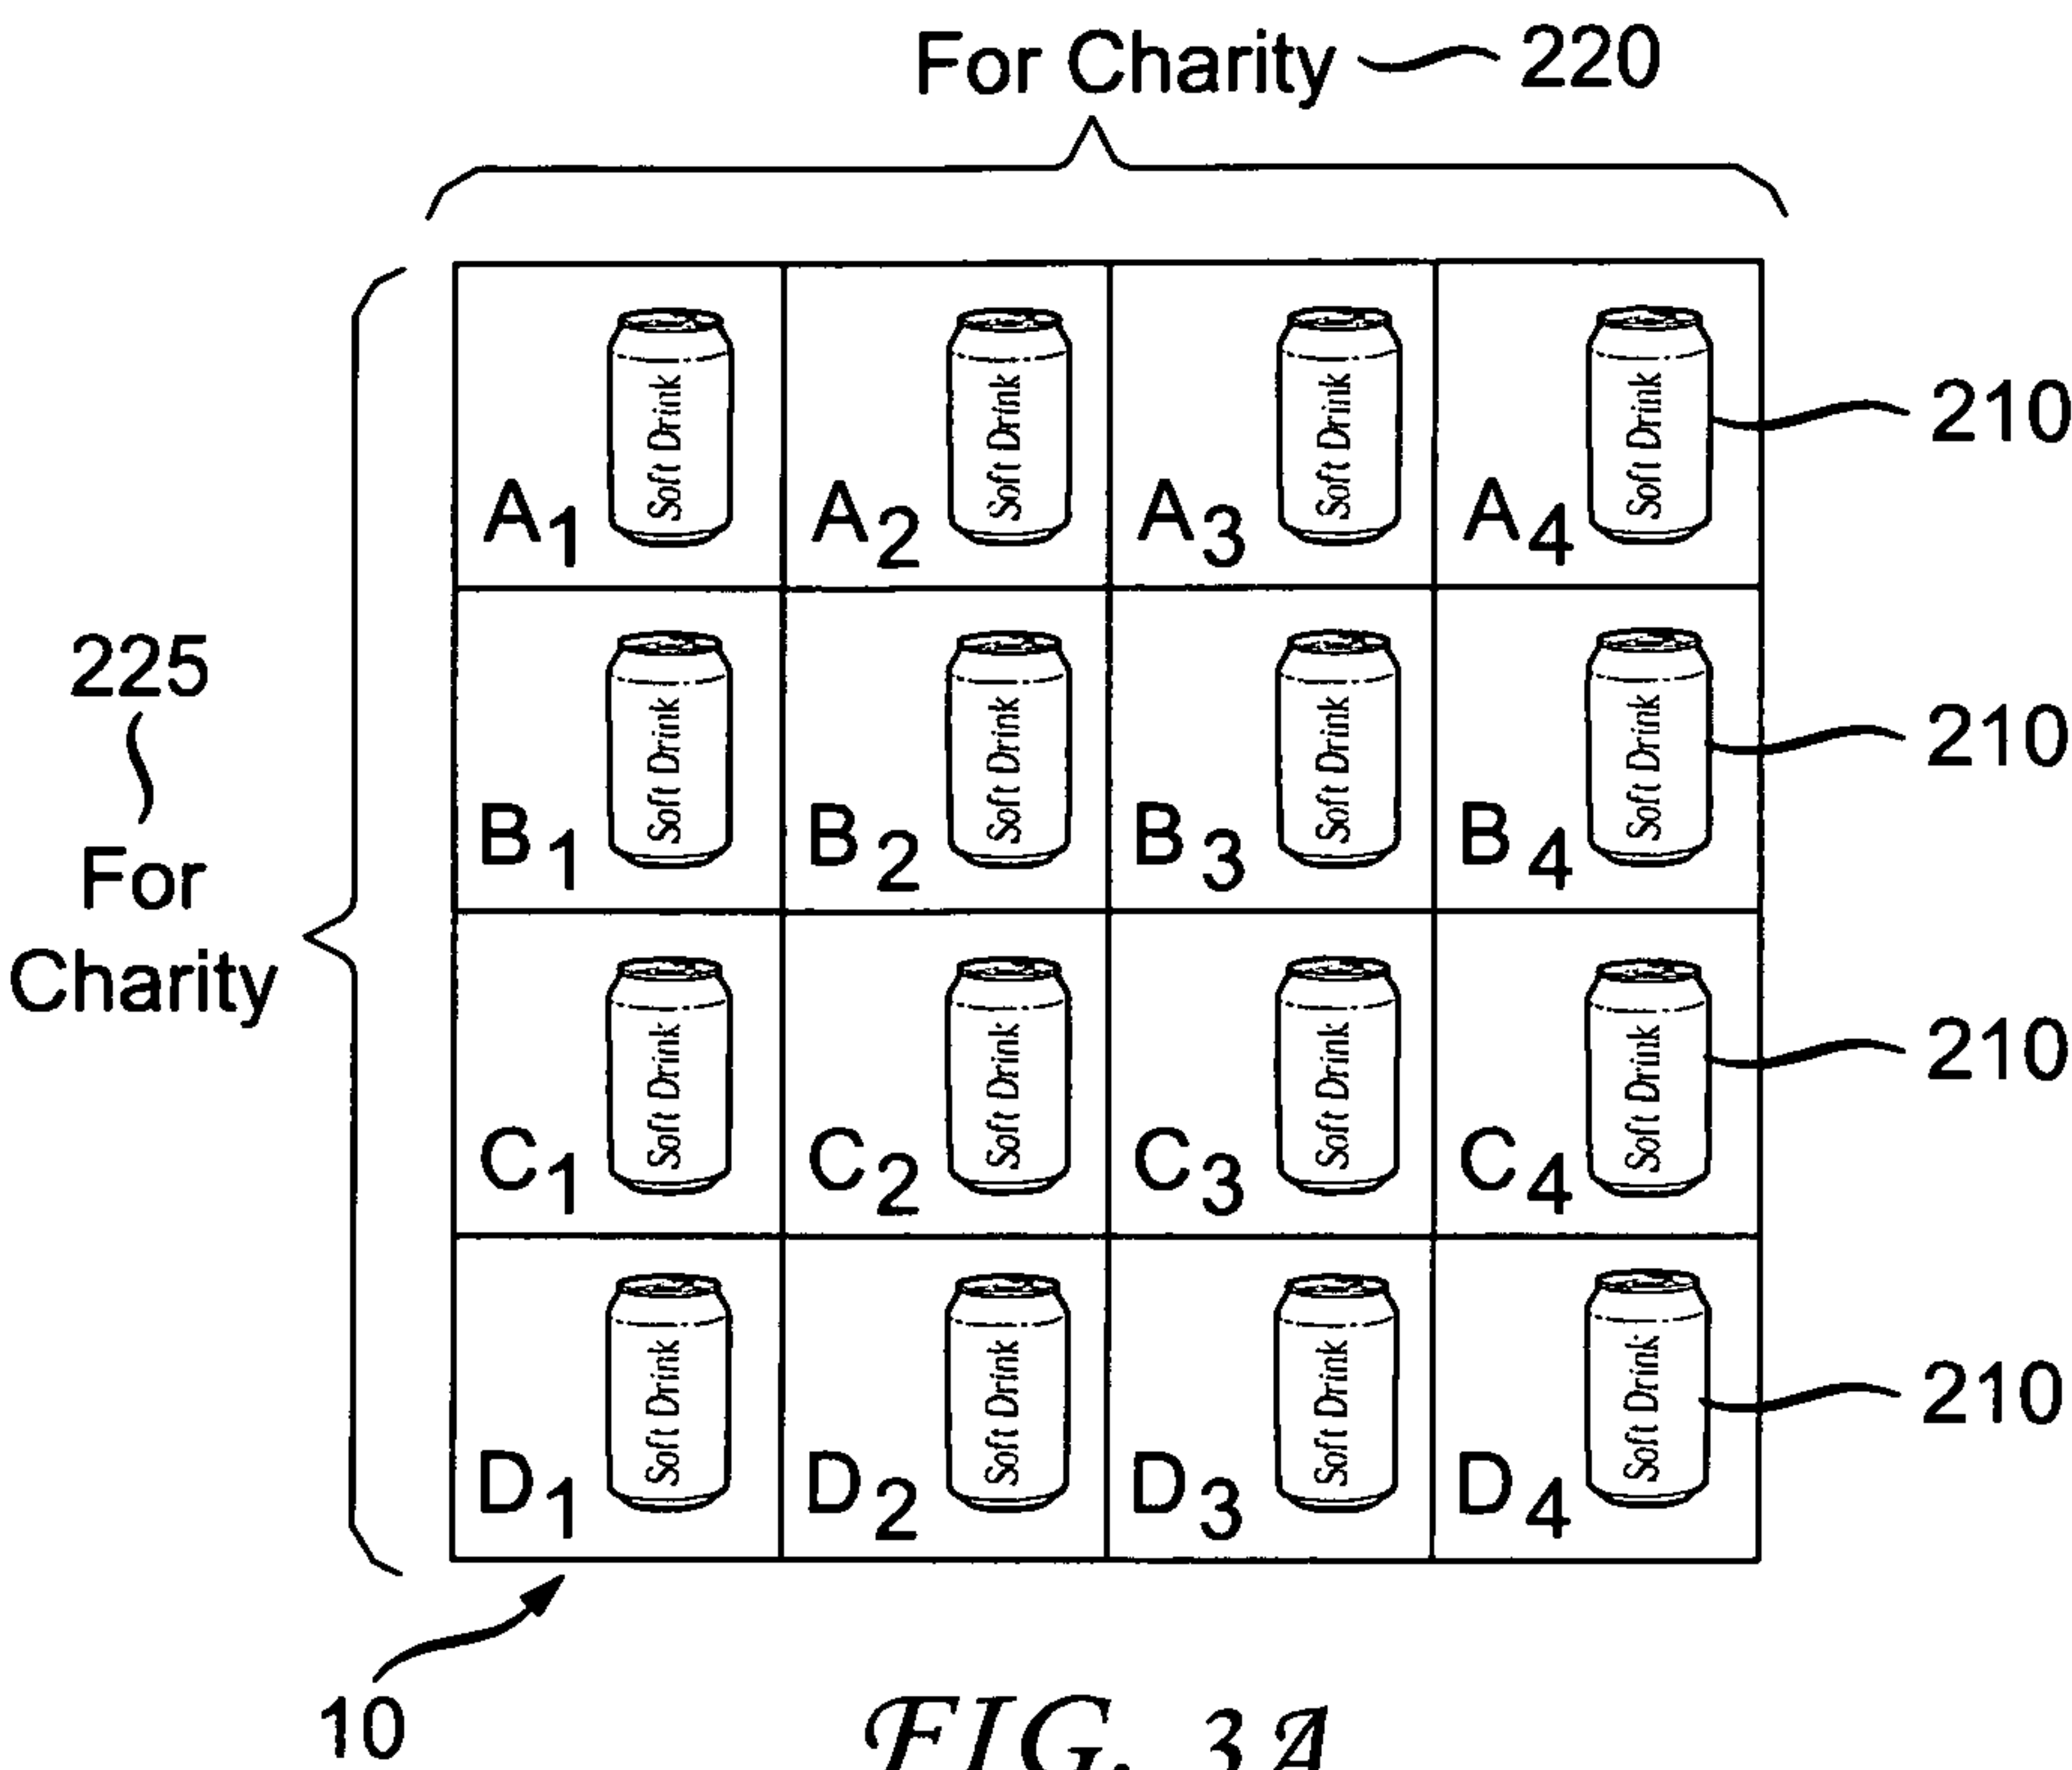 For Charity 220
Soft Drink Soft Drink Soft Drink Soft Drink 210
A1 A2 A3 A4
225
Soft Drink Soft Drink Soft Drink Soft Drink 210
B1 B2 B3 B4
For
Charity
Soft Drink Soft Drink Soft Drink Soft Drink 210
C1 C2 C3 C4
Soft Drink Soft Drink Soft Drink Soft Drink 210
D1 D2 D3 D4
10
FIG. 3A